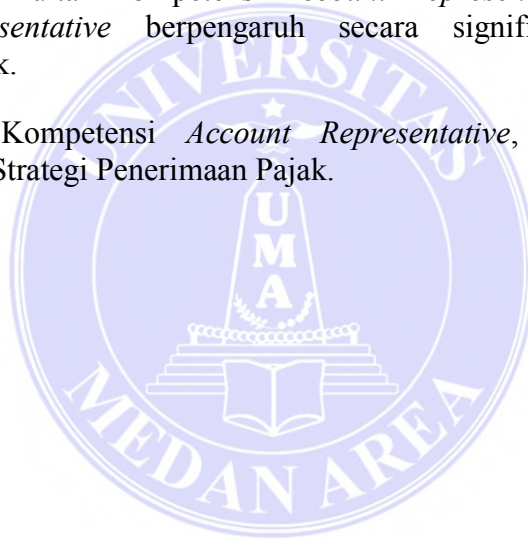 sentative berpengaruh secara signifi
k.
Kompetensi Account Representative,
Strategi Penerimaan Pajak.
UNIVERSITAS
UMA
MEDAN AREA